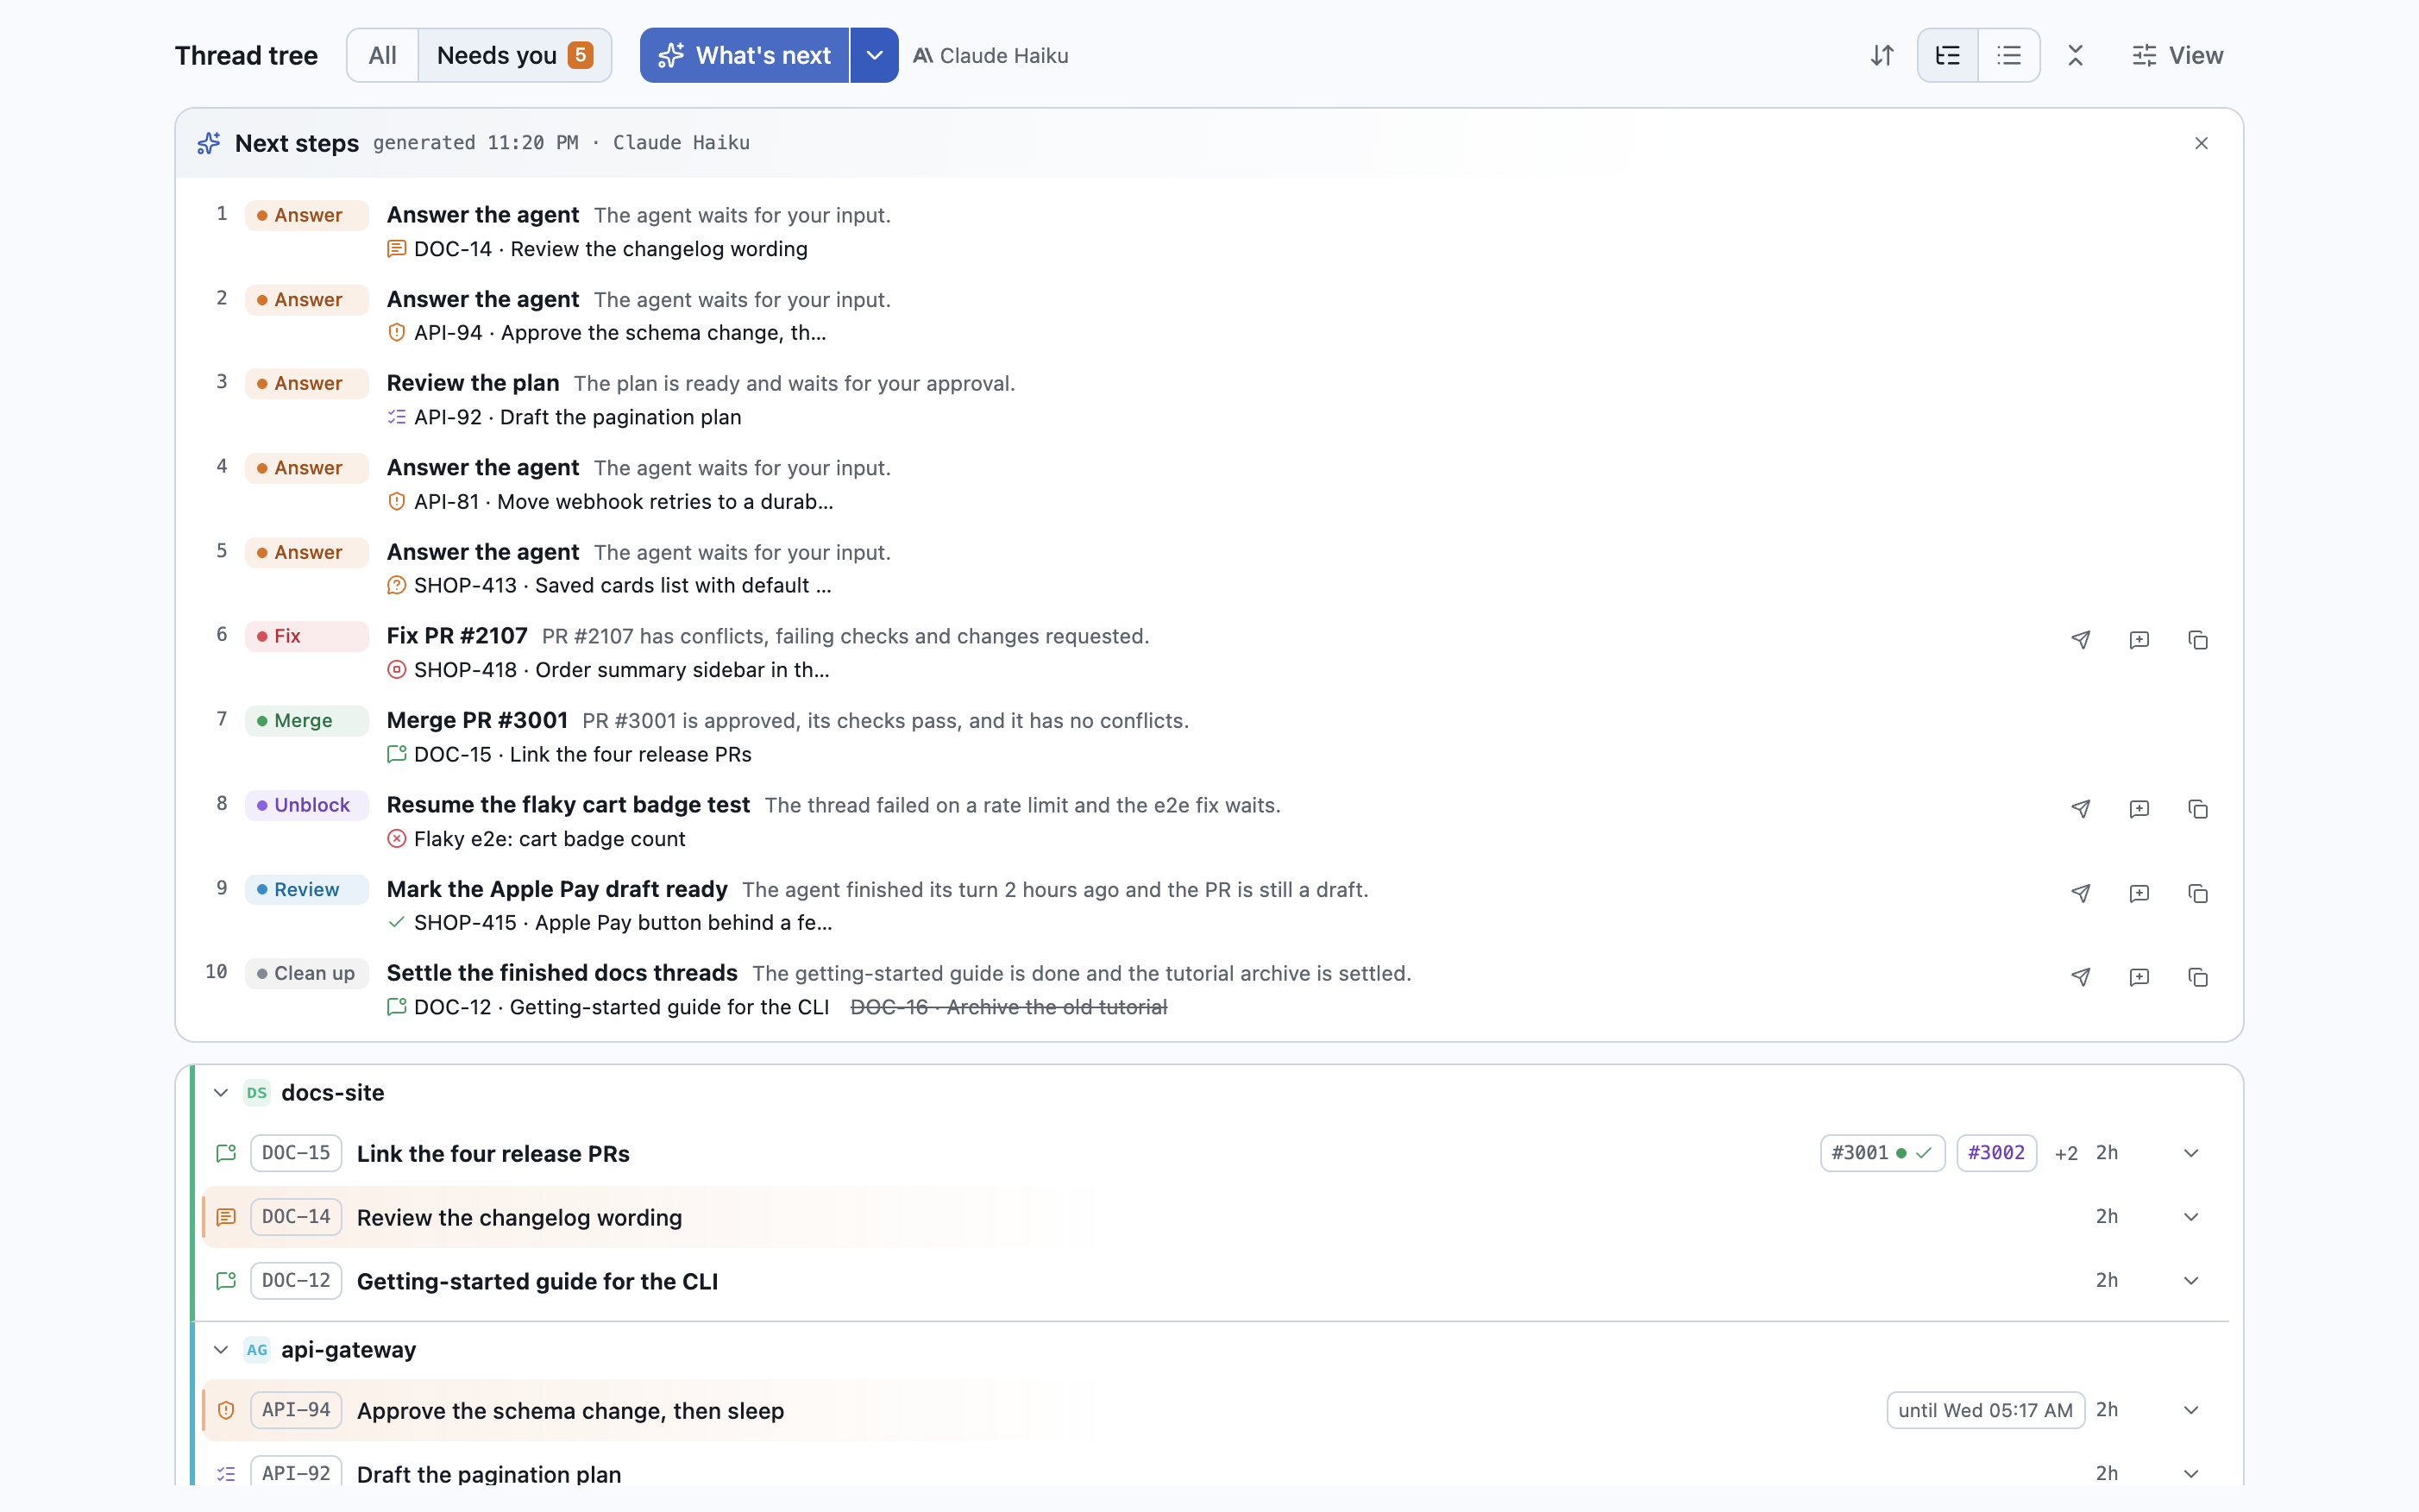 Thread tree All Needs you 5 What's next Claude Haiku View
Next steps generated 11:20 PM · Claude Haiku
1 Answer Answer the agent The agent waits for your input.
DOC-14 · Review the changelog wording
2 Answer Answer the agent The agent waits for your input.
API-94 · Approve the schema change, th...
3 Answer Review the plan The plan is ready and waits for your approval.
API-92 · Draft the pagination plan
4 Answer Answer the agent The agent waits for your input.
API-81 · Move webhook retries to a durab...
5 Answer Answer the agent The agent waits for your input.
SHOP-413 · Saved cards list with default ...
6 Fix Fix PR #2107 PR #2107 has conflicts, failing checks and changes requested.
SHOP-418 · Order summary sidebar in th...
7 Merge Merge PR #3001 PR #3001 is approved, its checks pass, and it has no conflicts.
DOC-15 · Link the four release PRs
8 Unblock Resume the flaky cart badge test The thread failed on a rate limit and the e2e fix waits.
Flaky e2e: cart badge count
9 Review Mark the Apple Pay draft ready The agent finished its turn 2 hours ago and the PR is still a draft.
SHOP-415 · Apple Pay button behind a fe...
10 Clean up Settle the finished docs threads The getting-started guide is done and the tutorial archive is settled.
DOC-12 · Getting-started guide for the CLI DOC-16 · Archive the old tutorial
DS docs-site
DOC-15 Link the four release PRs #3001 #3002 +2 2h
DOC-14 Review the changelog wording 2h
DOC-12 Getting-started guide for the CLI 2h
AG api-gateway
API-94 Approve the schema change, then sleep until Wed 05:17 AM 2h
API-92 Draft the pagination plan 2h